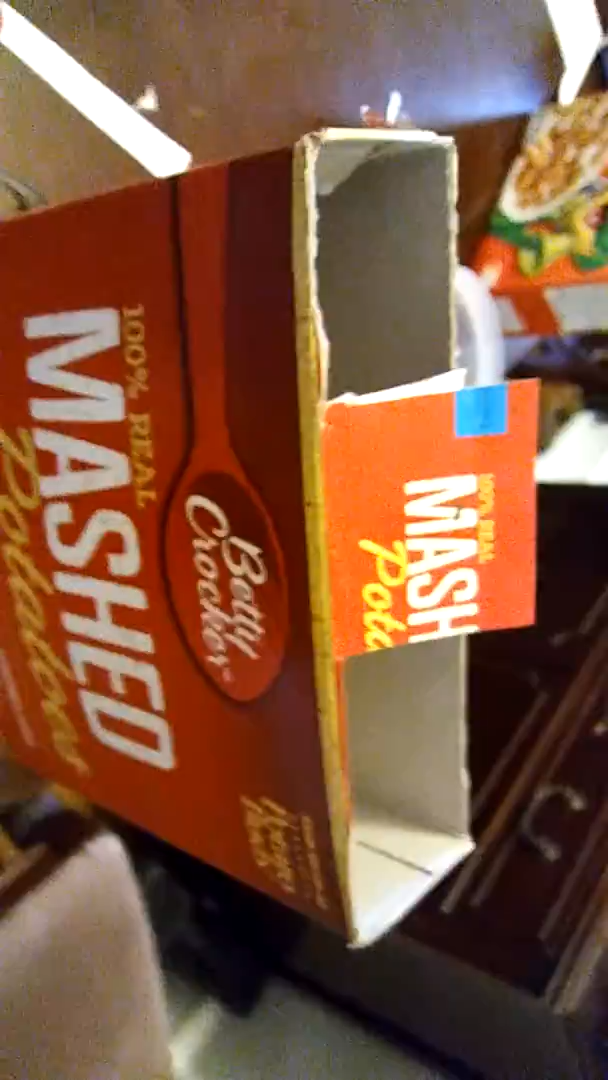 Betty
Crocker
100% REAL
MASHED
Potatoes
100% REAL
MASH
Pota